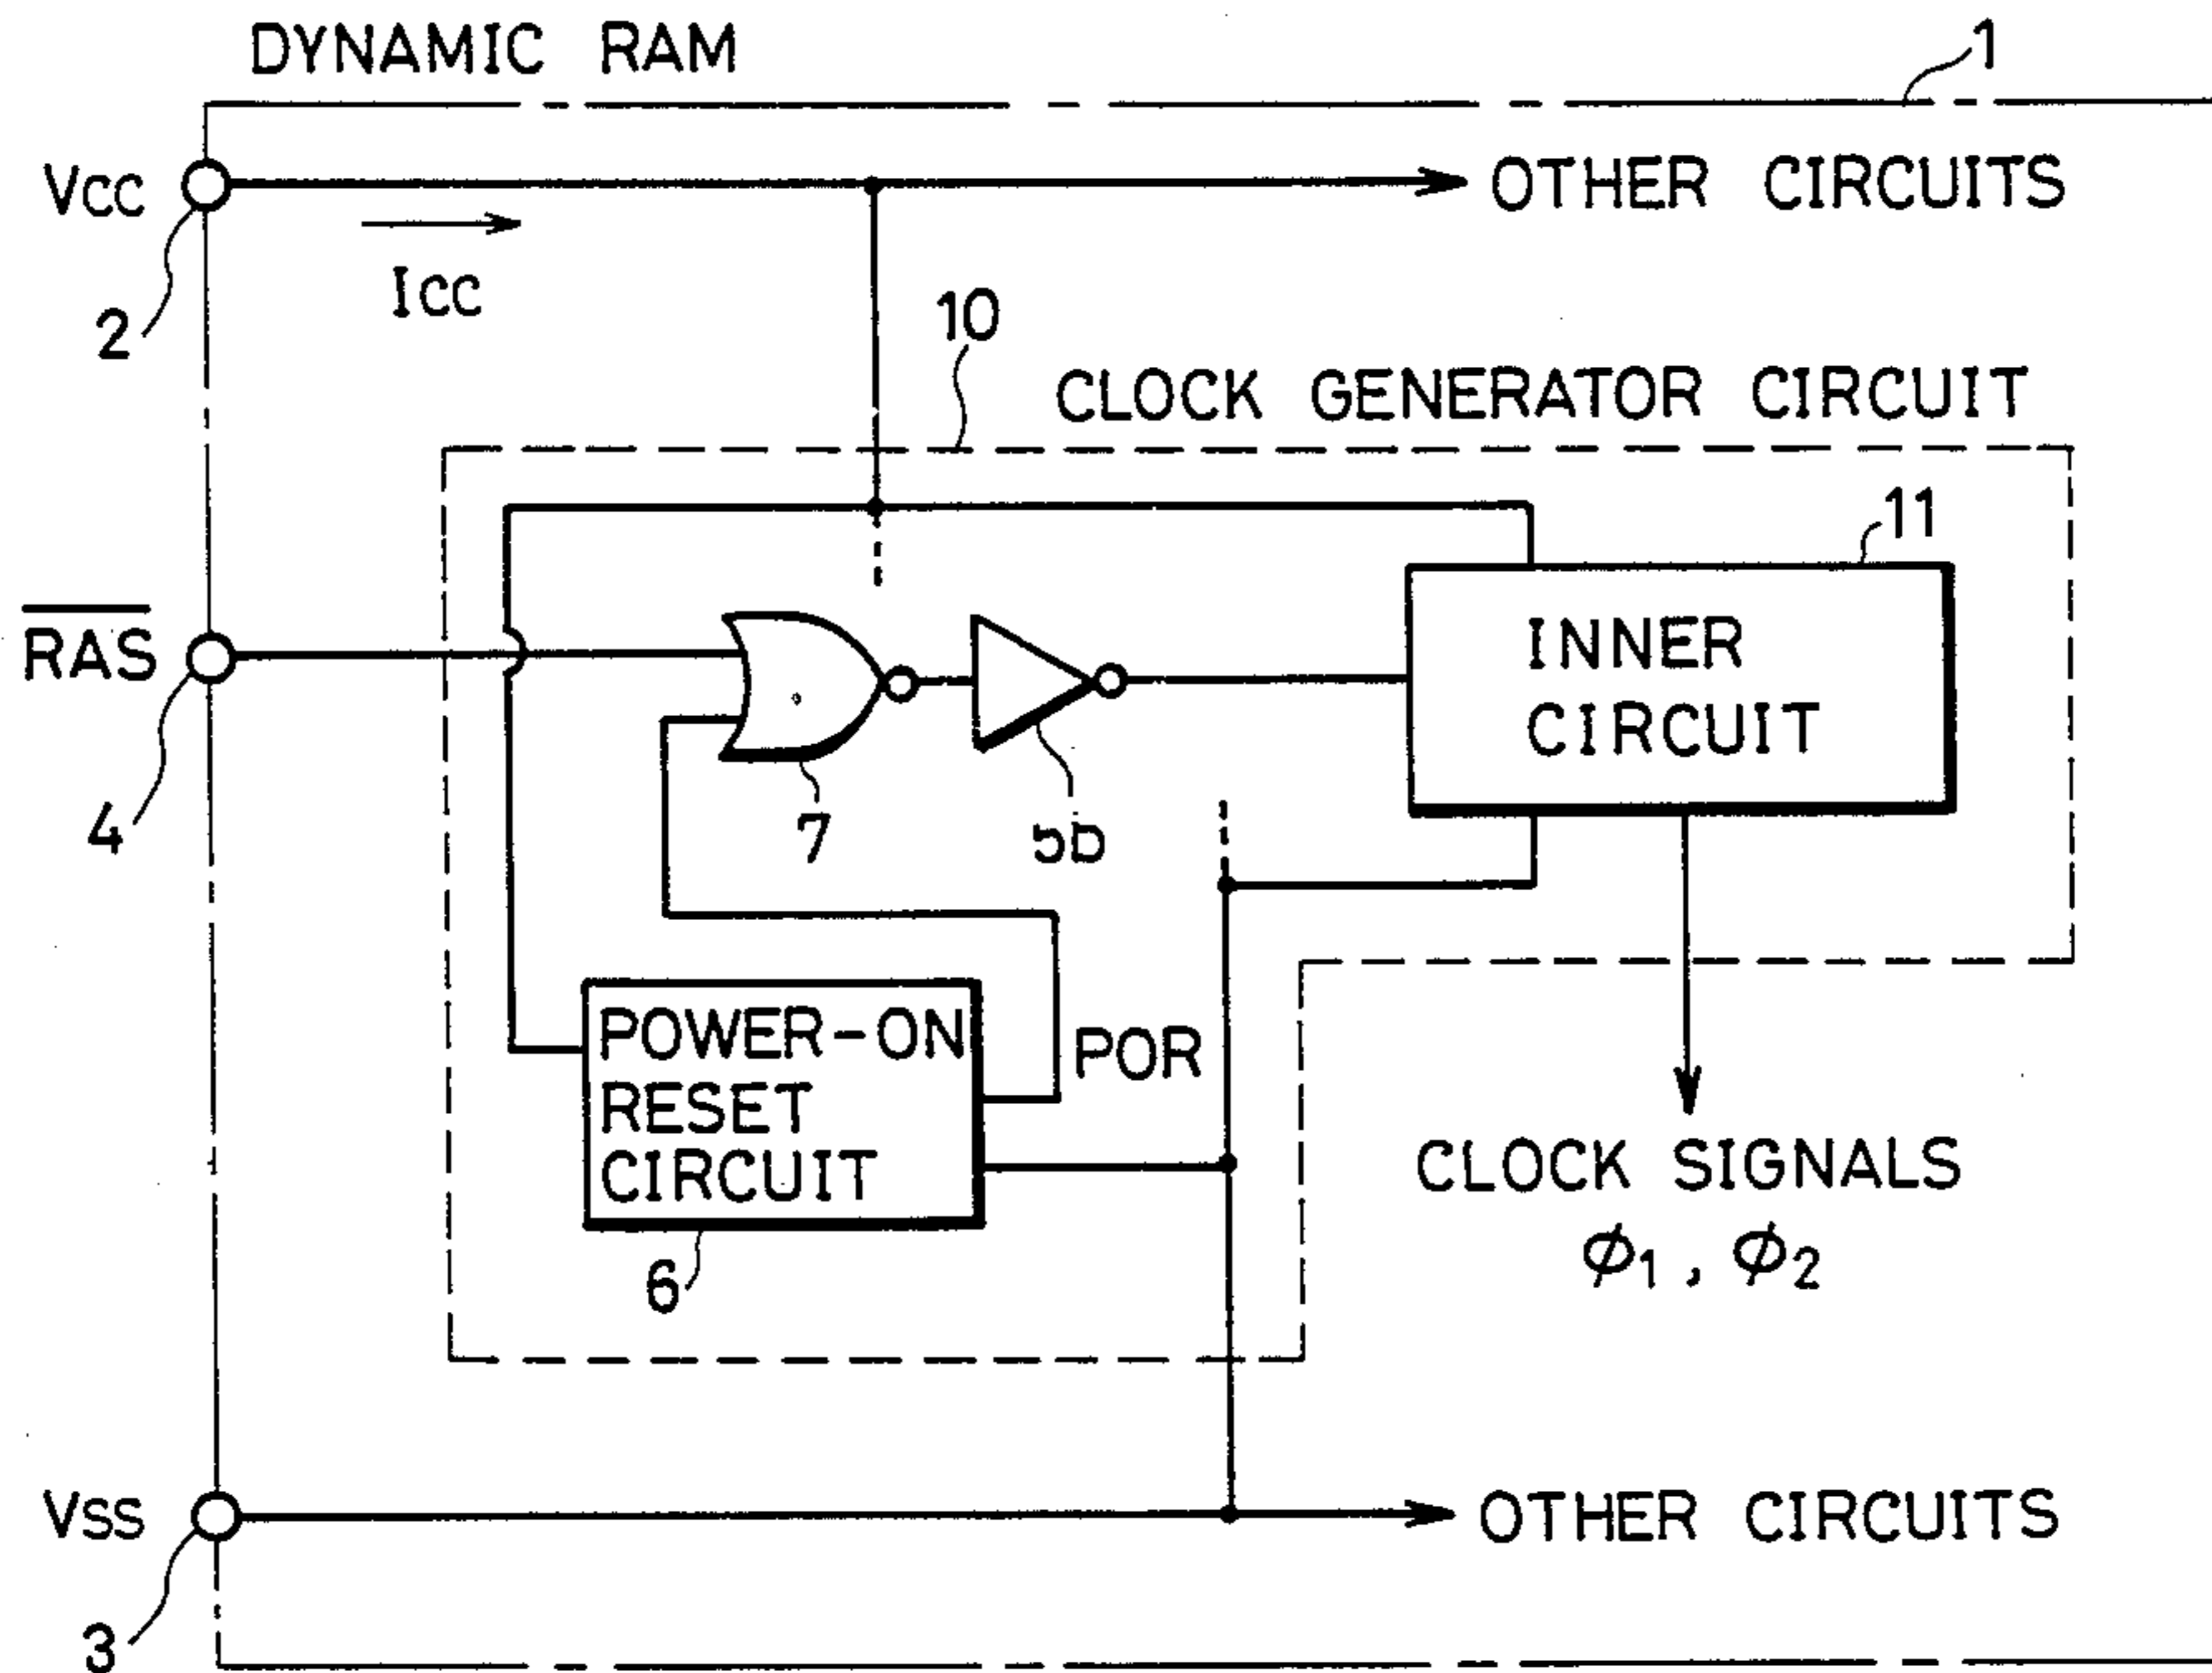 DYNAMIC RAM
1
VCC
OTHER CIRCUITS
2
ICC
10
CLOCK GENERATOR CIRCUIT
11
R̅A̅S̅
INNER
CIRCUIT
4
7
5b
POWER-ON
RESET
CIRCUIT
POR
6
CLOCK SIGNALS
ϕ1, ϕ2
VSS
OTHER CIRCUITS
3